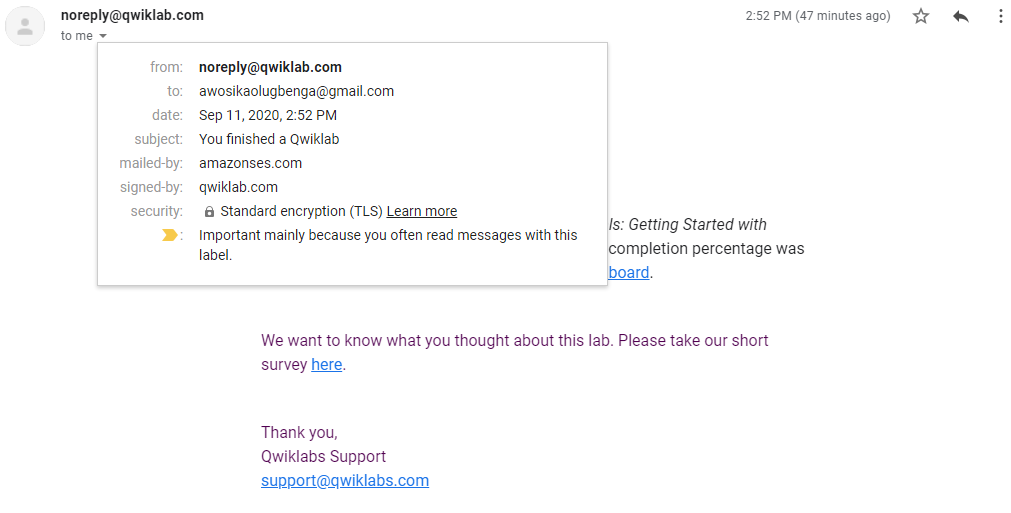 noreply@qwiklab.com
2:52 PM (47 minutes ago)
to me
from: noreply@qwiklab.com
to: awosikaolugbenga@gmail.com
date: Sep 11, 2020, 2:52 PM
subject: You finished a Qwiklab
mailed-by: amazonses.com
signed-by: qwiklab.com
security: Standard encryption (TLS) Learn more
: Important mainly because you often read messages with this
label.
ls: Getting Started with
completion percentage was
board.
We want to know what you thought about this lab. Please take our short
survey here.
Thank you,
Qwiklabs Support
support@qwiklabs.com